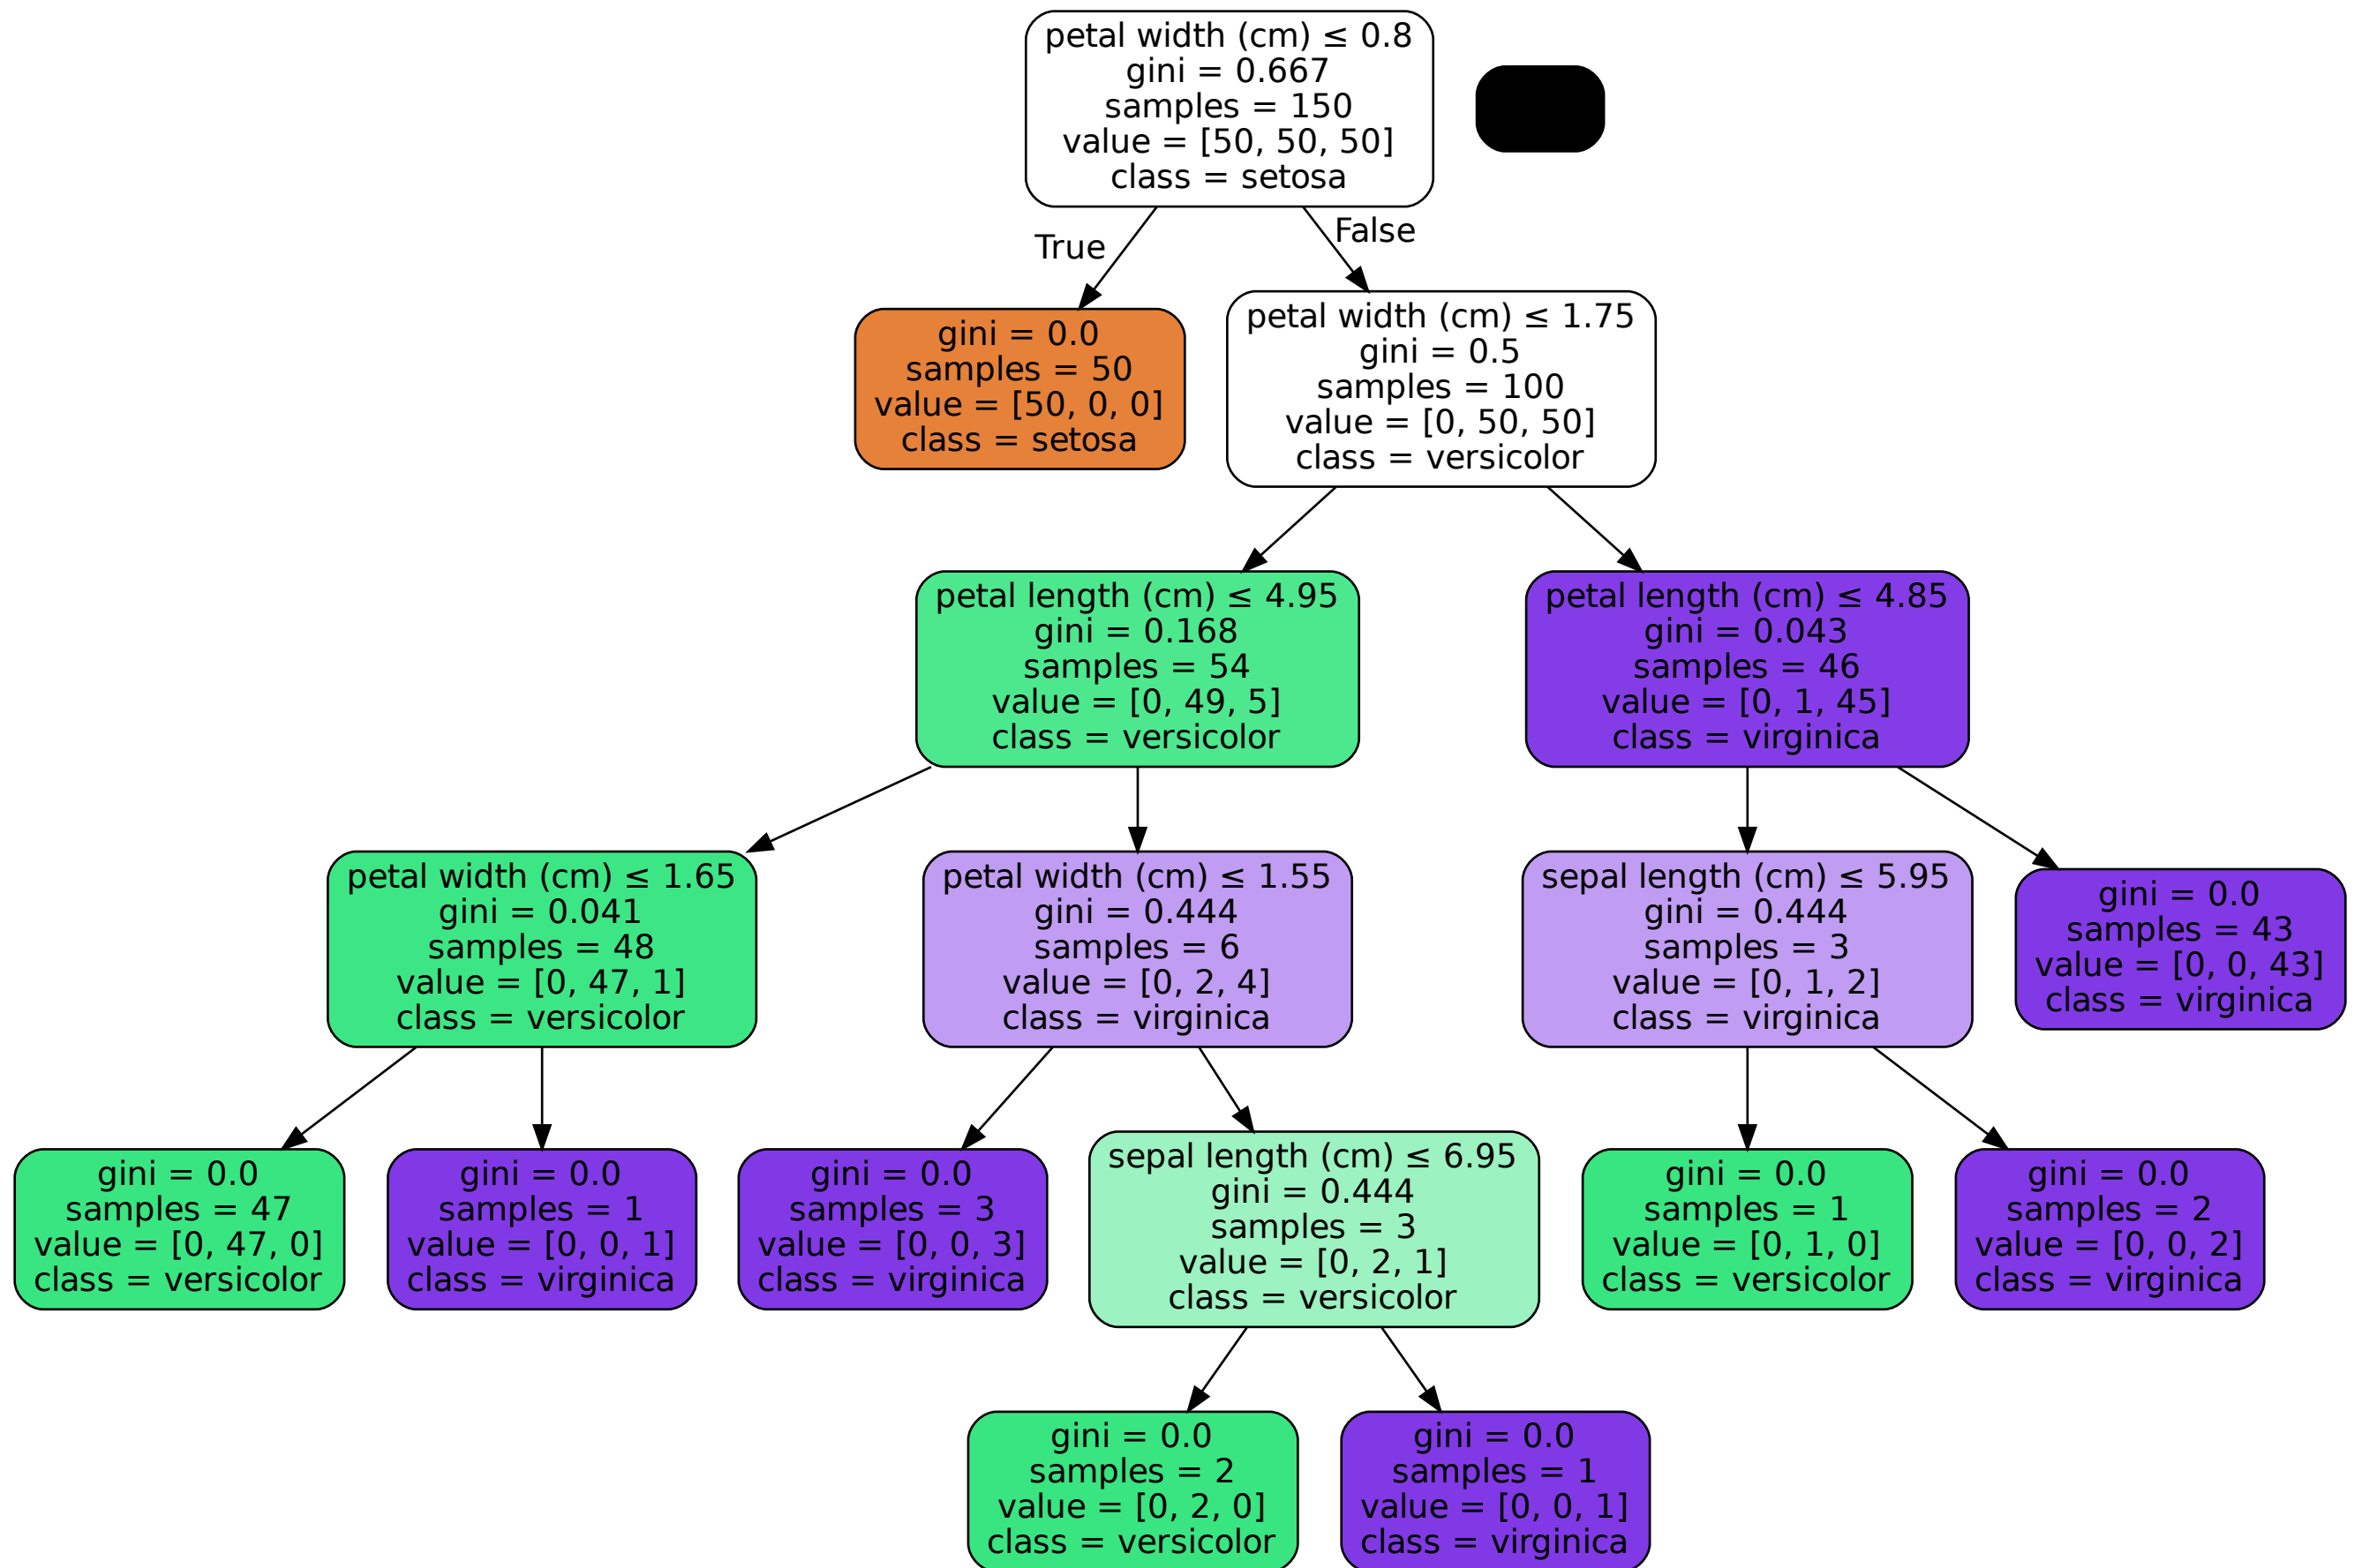 petal width (cm) ≤ 0.8
gini = 0.667
samples = 150
value = [50, 50, 50]
class = setosa
True
False
gini = 0.0
samples = 50
value = [50, 0, 0]
class = setosa
petal width (cm) ≤ 1.75
gini = 0.5
samples = 100
value = [0, 50, 50]
class = versicolor
petal length (cm) ≤ 4.95
gini = 0.168
samples = 54
value = [0, 49, 5]
class = versicolor
petal length (cm) ≤ 4.85
gini = 0.043
samples = 46
value = [0, 1, 45]
class = virginica
petal width (cm) ≤ 1.65
gini = 0.041
samples = 48
value = [0, 47, 1]
class = versicolor
petal width (cm) ≤ 1.55
gini = 0.444
samples = 6
value = [0, 2, 4]
class = virginica
sepal length (cm) ≤ 5.95
gini = 0.444
samples = 3
value = [0, 1, 2]
class = virginica
gini = 0.0
samples = 43
value = [0, 0, 43]
class = virginica
gini = 0.0
samples = 47
value = [0, 47, 0]
class = versicolor
gini = 0.0
samples = 1
value = [0, 0, 1]
class = virginica
gini = 0.0
samples = 3
value = [0, 0, 3]
class = virginica
sepal length (cm) ≤ 6.95
gini = 0.444
samples = 3
value = [0, 2, 1]
class = versicolor
gini = 0.0
samples = 1
value = [0, 1, 0]
class = versicolor
gini = 0.0
samples = 2
value = [0, 0, 2]
class = virginica
gini = 0.0
samples = 2
value = [0, 2, 0]
class = versicolor
gini = 0.0
samples = 1
value = [0, 0, 1]
class = virginica